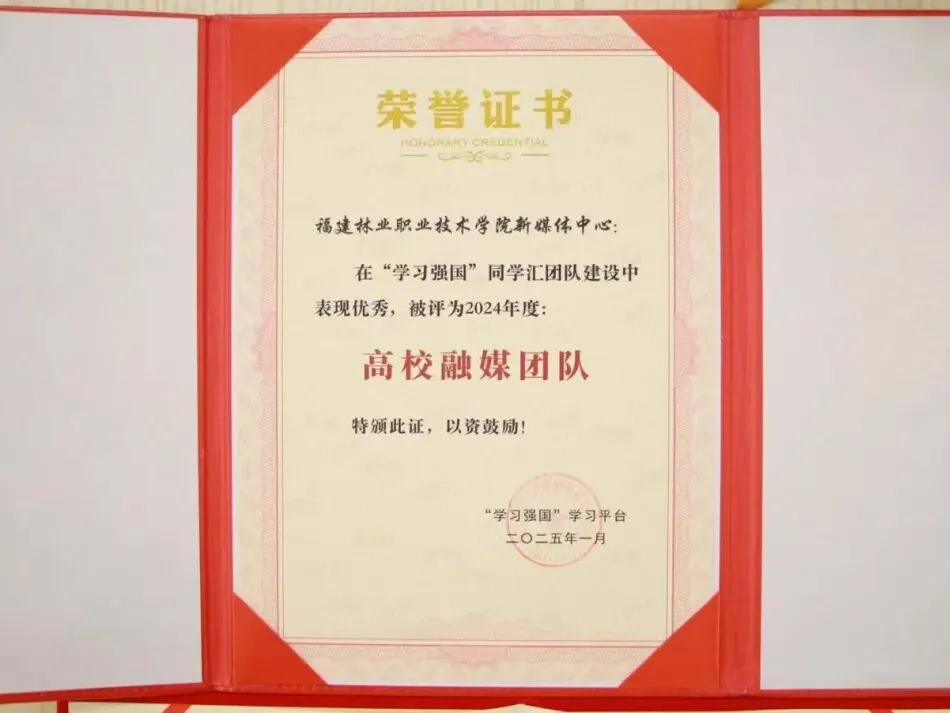 荣誉证书
HONORARY CREDENTIAL
福建林业职业技术学院新媒体中心：
在“学习强国”同学汇团队建设中
表现优秀，被评为2024年度：
高校融媒团队
特颁此证，以资鼓励！
“学习强国”学习平台
二〇二五年一月